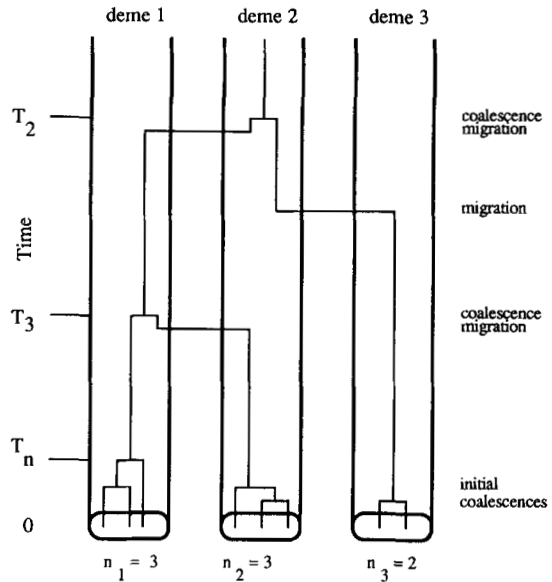 deme 1 deme 2 deme 3
T2
coalescence
migration
migration
Time
T3
coalescence
migration
Tn
initial
coalescences
0
n1 = 3 n2 = 3 n3 = 2